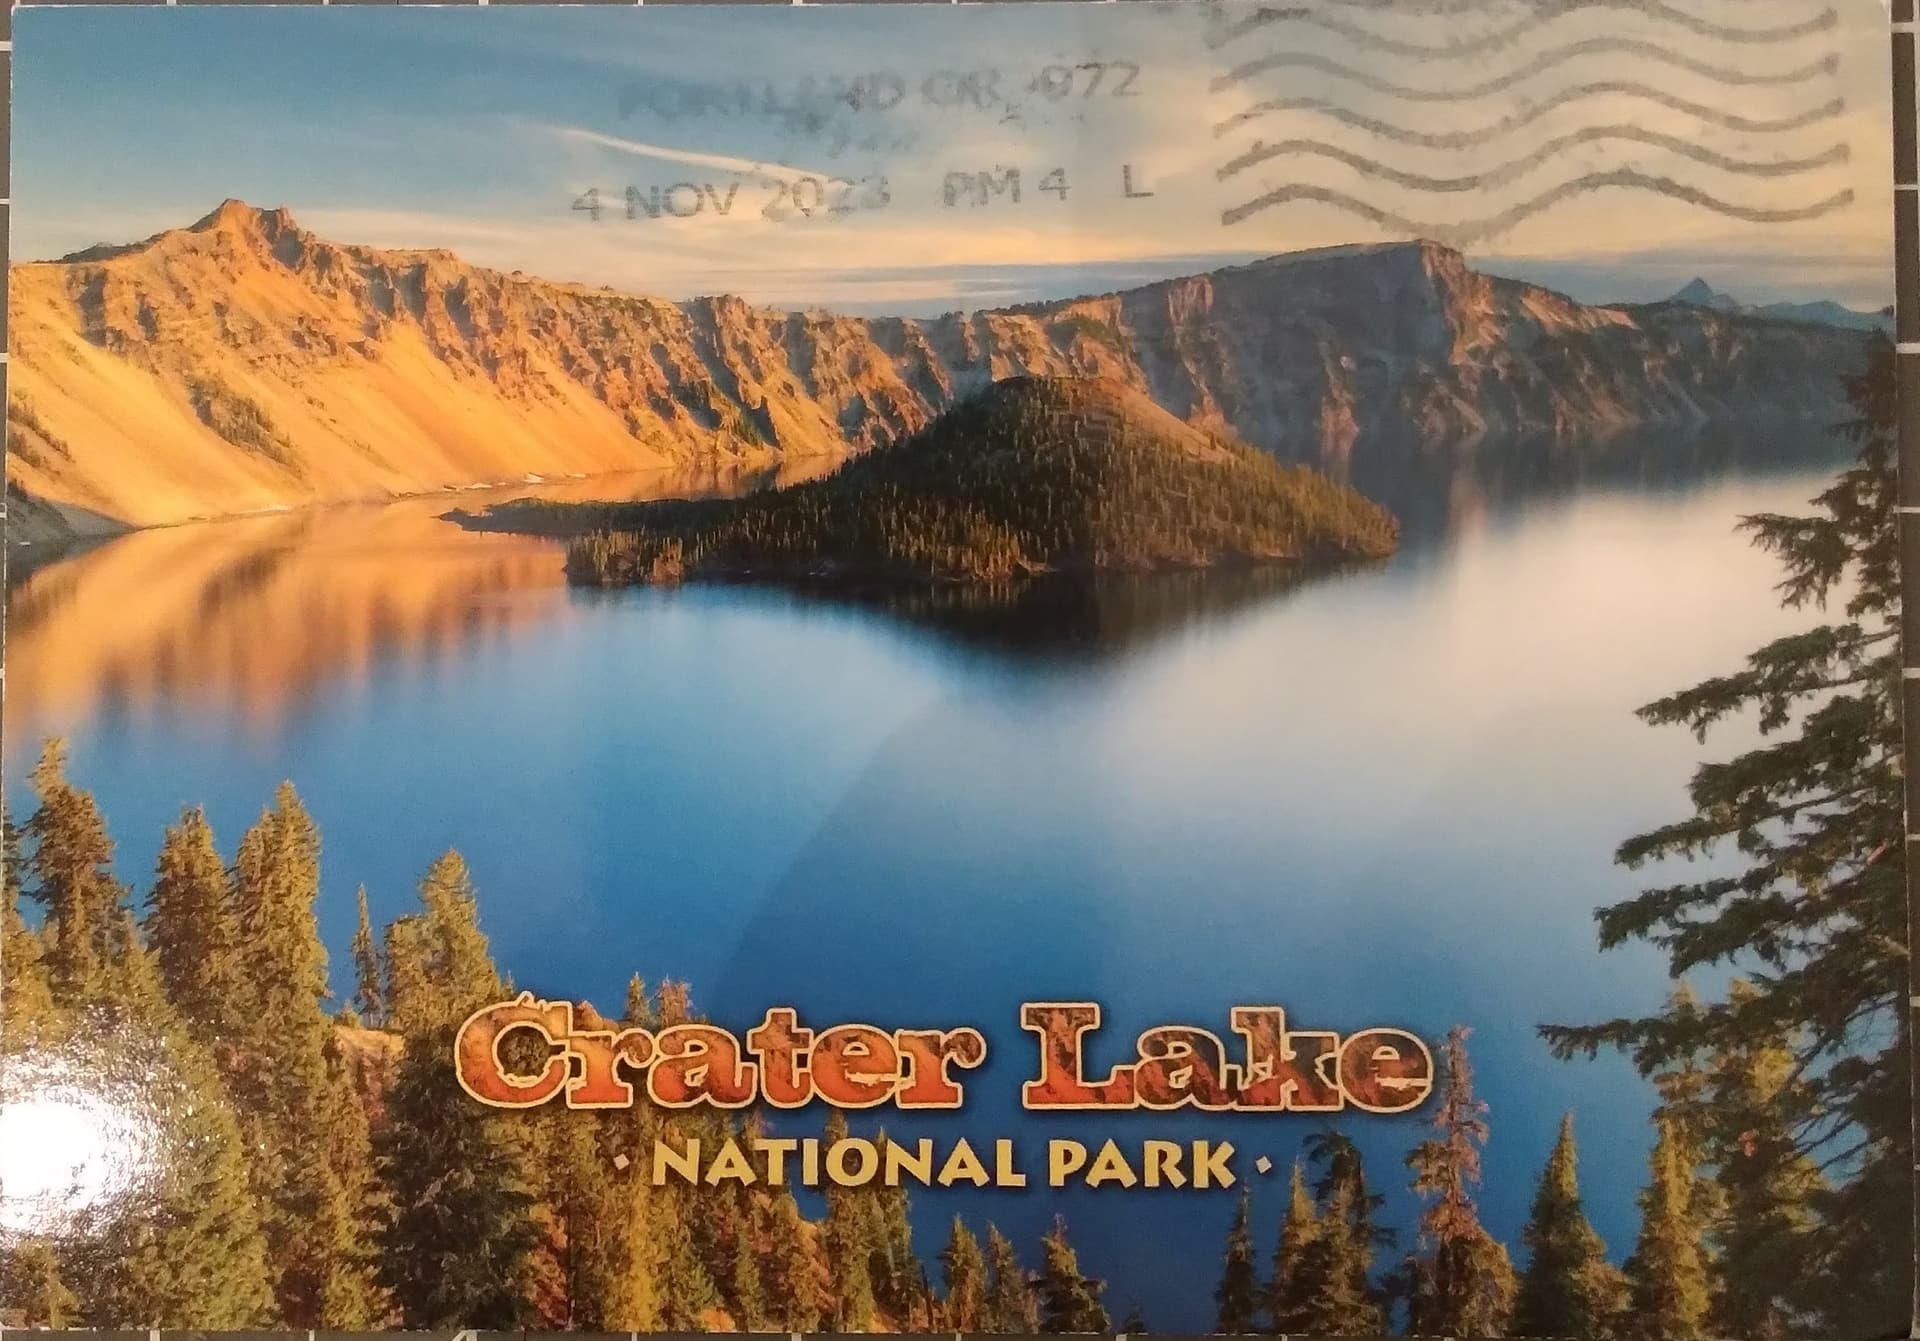 PORTLAND OR 972
4 NOV 2023 PM 4 L
Crater Lake
· NATIONAL PARK ·